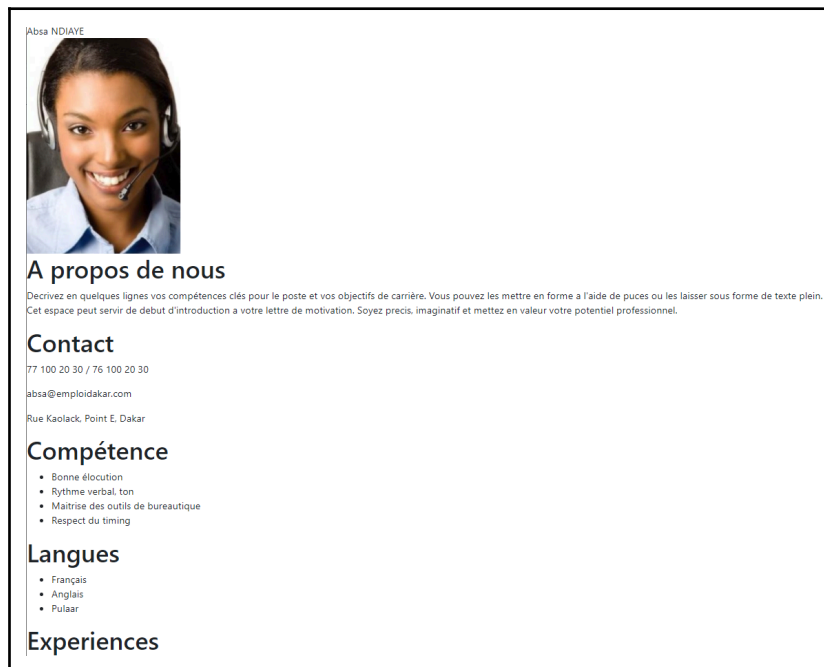 Absa NDIAYE
A propos de nous
Decrivez en quelques lignes vos compétences clés pour le poste et vos objectifs de carrière. Vous pouvez les mettre en forme a l'aide de puces ou les laisser sous forme de texte plein.
Cet espace peut servir de debut d'introduction a votre lettre de motivation. Soyez precis, imaginatif et mettez en valeur votre potentiel professionnel.
Contact
77 100 20 30 / 76 100 20 30
absa@emploidakar.com
Rue Kaolack, Point E, Dakar
Compétence
• Bonne élocution
• Rythme verbal, ton
• Maitrise des outils de bureautique
• Respect du timing
Langues
• Français
• Anglais
• Pulaar
Experiences